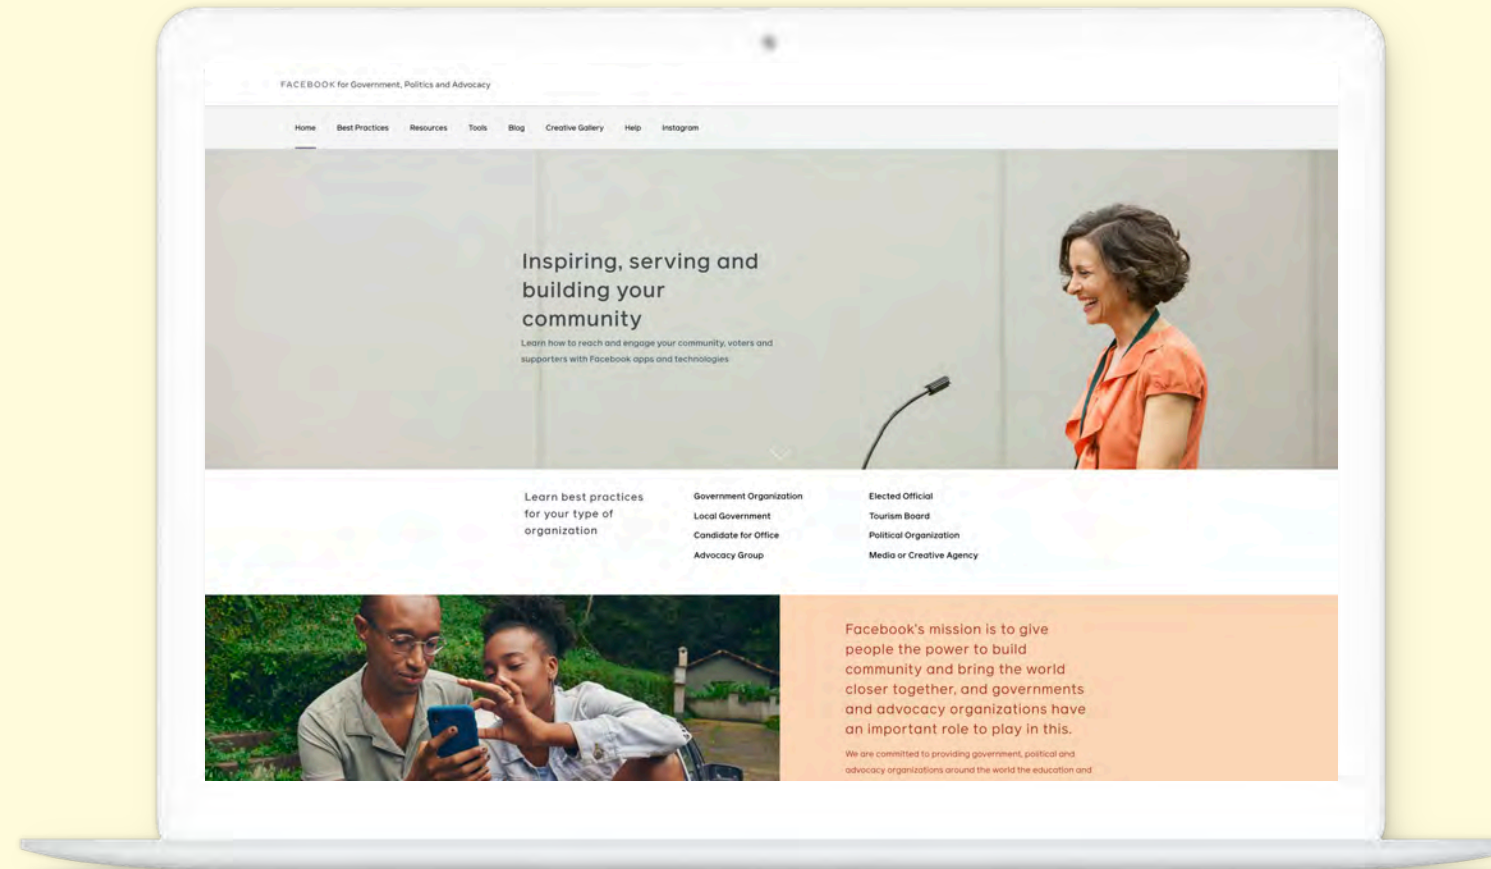 FACEBOOK for Government, Politics and Advocacy
Home Best Practices Resources Tools Blog Creative Gallery Help Instagram
Inspiring, serving and
building your
community
Learn how to reach and engage your community, voters and
supporters with Facebook apps and technologies
Learn best practices
for your type of
organization
Government Organization
Local Government
Candidate for Office
Advocacy Group
Elected Official
Tourism Board
Political Organization
Media or Creative Agency
Facebook's mission is to give
people the power to build
community and bring the world
closer together, and governments
and advocacy organizations have
an important role to play in this.
We are committed to providing government, political and
advocacy organizations around the world the education and